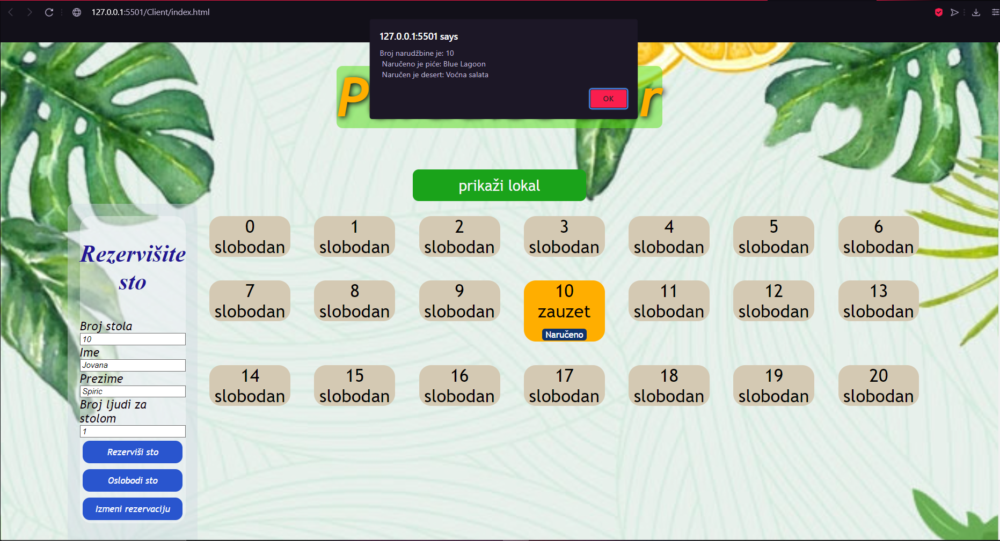 127.0.0.1:5501/Client/index.html
127.0.0.1:5501 says
Broj narudžbine je: 10
Naručeno je piće: Blue Lagoon
Naručen je desert: Voćna salata
OK
prikaži lokal
Rezervišite
sto
Broj stola
10
Ime
Jovana
Prezime
Spiric
Broj ljudi za
stolom
1
Rezerviši sto
Oslobodi sto
Izmeni rezervaciju
0
slobodan
1
slobodan
2
slobodan
3
slobodan
4
slobodan
5
slobodan
6
slobodan
7
slobodan
8
slobodan
9
slobodan
10
zauzet
Naručeno
11
slobodan
12
slobodan
13
slobodan
14
slobodan
15
slobodan
16
slobodan
17
slobodan
18
slobodan
19
slobodan
20
slobodan